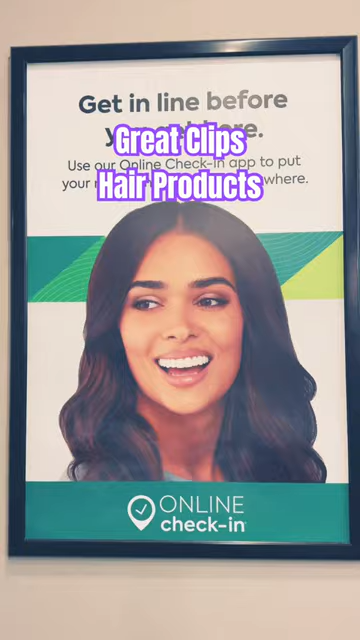 Get in line before
Great Clips
Use our Online Check-In app to put
Hair Products
your
where.
ONLINE
check-in